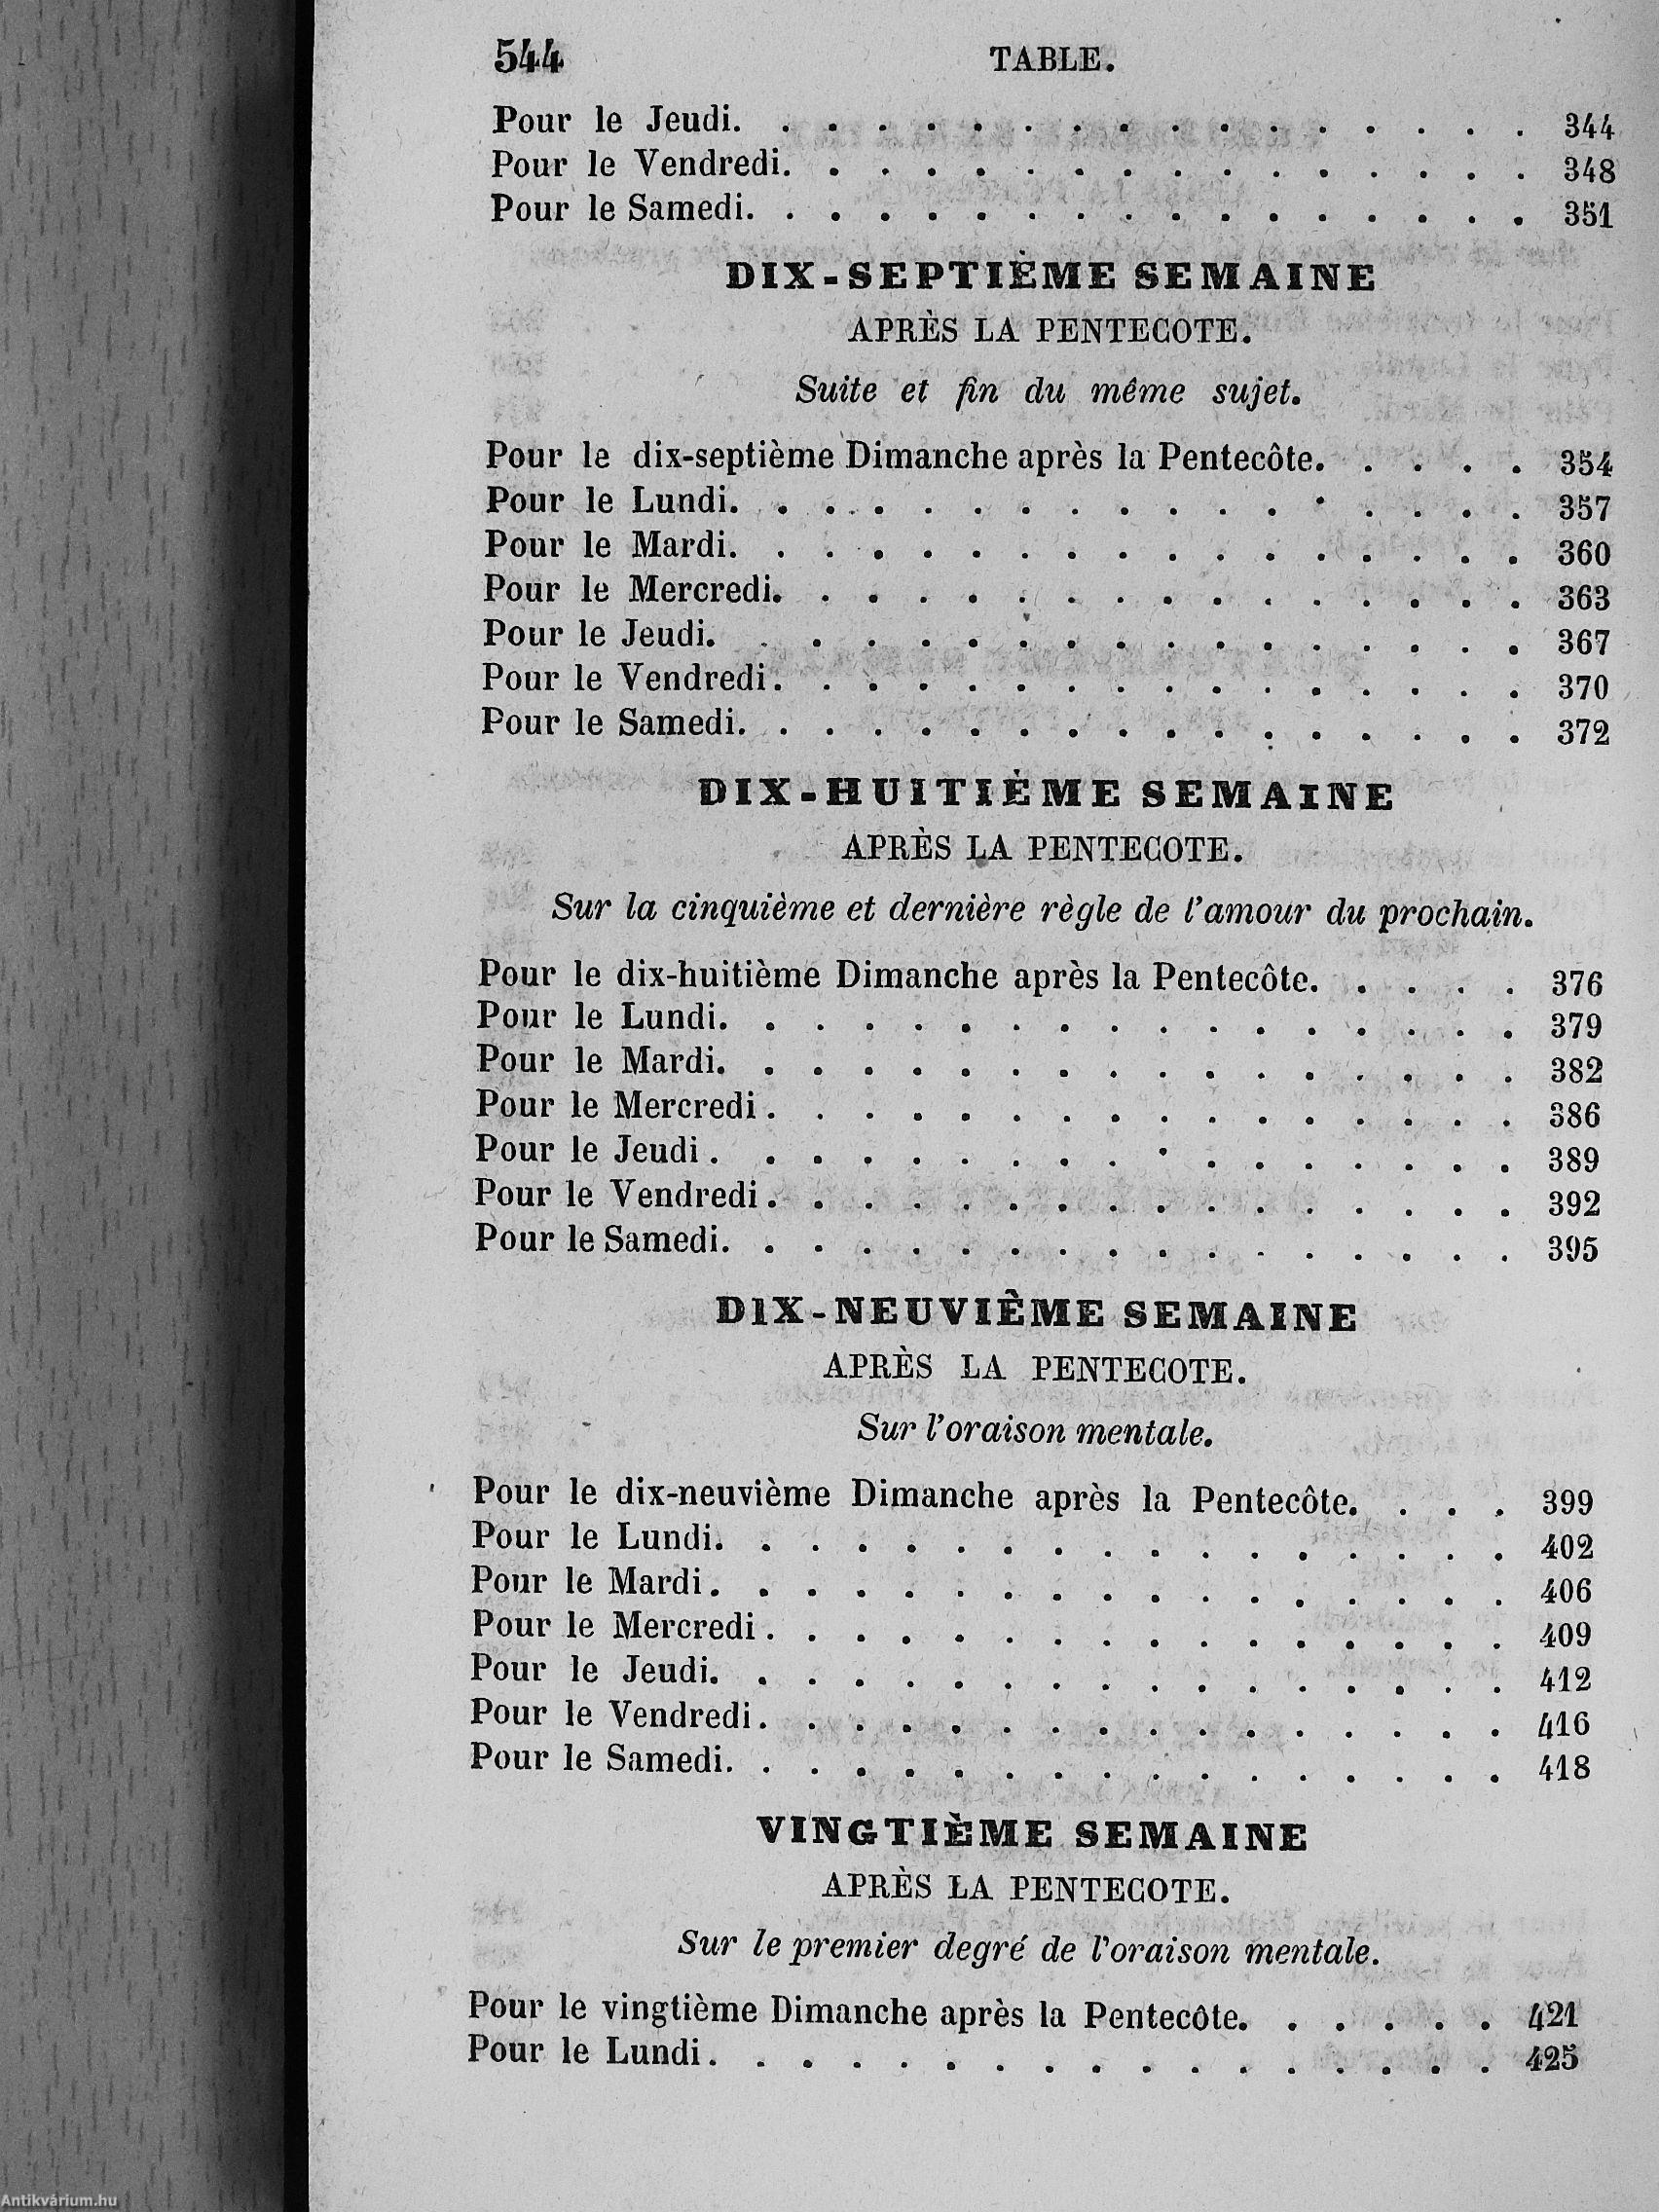 544 TABLE.
Pour le Jeudi. . . . . . . . . . . . . . . . . 344
Pour le Vendredi. . . . . . . . . . . . . . . . 348
Pour le Samedi. . . . . . . . . . . . . . . . . 351
DIX-SEPTIÈME SEMAINE
APRÈS LA PENTECOTE.
Suite et fin du même sujet.
Pour le dix-septième Dimanche après la Pentecôte. . . . . 354
Pour le Lundi. . . . . . . . . . . . . . . . . 357
Pour le Mardi. . . . . . . . . . . . . . . . . 360
Pour le Mercredi. . . . . . . . . . . . . . . . 363
Pour le Jeudi. . . . . . . . . . . . . . . . . 367
Pour le Vendredi. . . . . . . . . . . . . . . . 370
Pour le Samedi. . . . . . . . . . . . . . . . . 372
DIX-HUITIÈME SEMAINE
APRÈS LA PENTECOTE.
Sur la cinquième et dernière règle de l'amour du prochain.
Pour le dix-huitième Dimanche après la Pentecôte. . . . . 376
Pour le Lundi. . . . . . . . . . . . . . . . . 379
Pour le Mardi. . . . . . . . . . . . . . . . . 382
Pour le Mercredi. . . . . . . . . . . . . . . . 386
Pour le Jeudi. . . . . . . . . . . . . . . . . 389
Pour le Vendredi. . . . . . . . . . . . . . . . 392
Pour le Samedi. . . . . . . . . . . . . . . . . 395
DIX-NEUVIÈME SEMAINE
APRÈS LA PENTECOTE.
Sur l'oraison mentale.
Pour le dix-neuvième Dimanche après la Pentecôte. . . . 399
Pour le Lundi. . . . . . . . . . . . . . . . . 402
Pour le Mardi. . . . . . . . . . . . . . . . . 406
Pour le Mercredi. . . . . . . . . . . . . . . . 409
Pour le Jeudi. . . . . . . . . . . . . . . . . 412
Pour le Vendredi. . . . . . . . . . . . . . . . 416
Pour le Samedi. . . . . . . . . . . . . . . . . 418
VINGTIÈME SEMAINE
APRÈS LA PENTECOTE.
Sur le premier degré de l'oraison mentale.
Pour le vingtième Dimanche après la Pentecôte. . . . . . 421
Pour le Lundi. . . . . . . . . . . . . . . . . 425
Antikvárium.hu